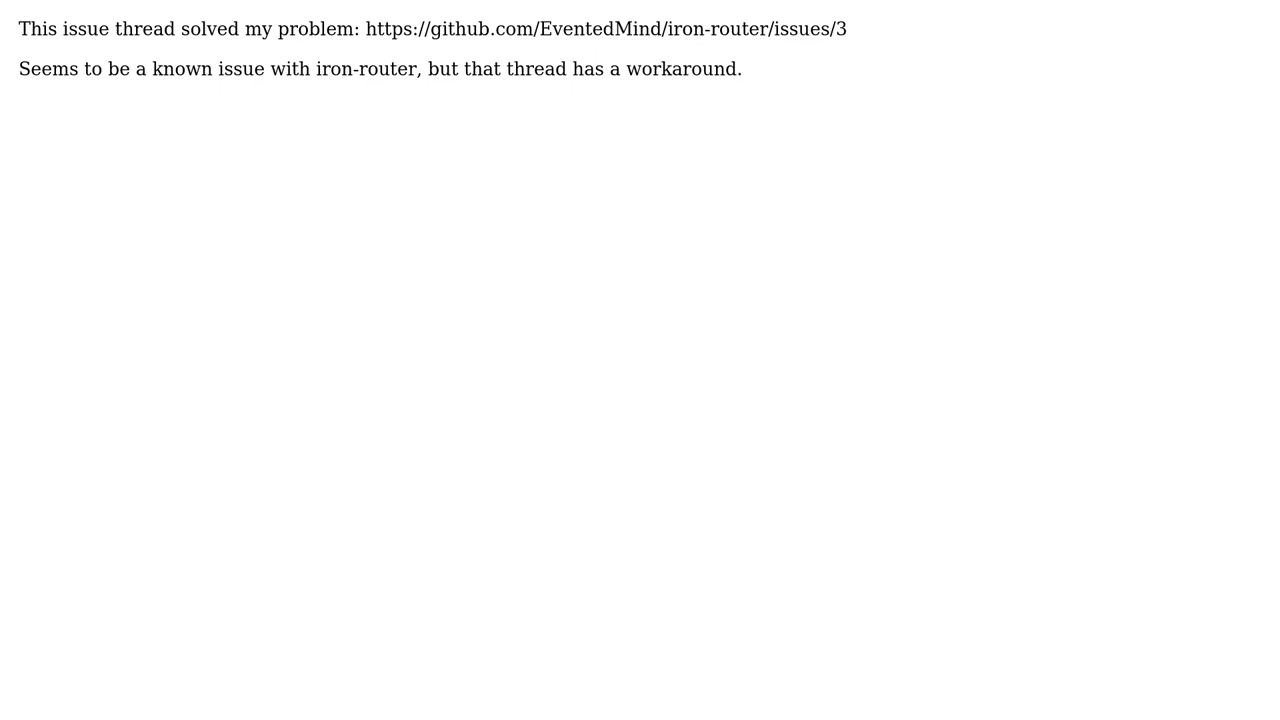 This issue thread solved my problem: https://github.com/EventedMind/iron-router/issues/3
Seems to be a known issue with iron-router, but that thread has a workaround.